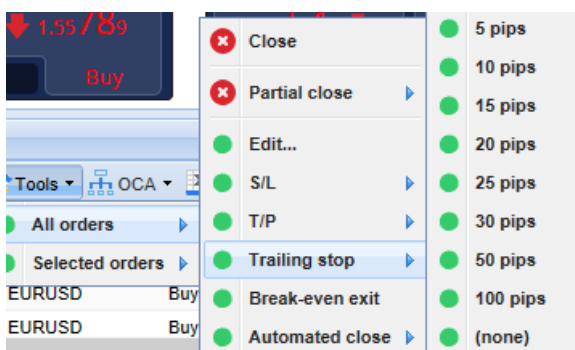 1.55789
Buy
Tools
OCA
All orders
Selected orders
EURUSD Buy
EURUSD Buy
Close
Partial close
Edit...
S/L
T/P
Trailing stop
Break-even exit
Automated close
5 pips
10 pips
15 pips
20 pips
25 pips
30 pips
50 pips
100 pips
(none)